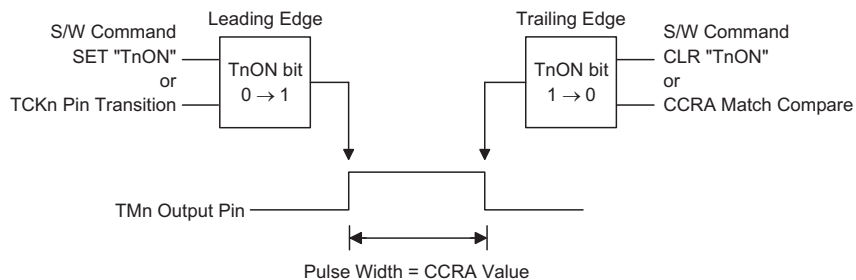 Leading Edge
S/W Command
SET "TnON"
or
TCKn Pin Transition
TnON bit
0 → 1
Trailing Edge
TnON bit
1 → 0
S/W Command
CLR "TnON"
or
CCRA Match Compare
TMn Output Pin
Pulse Width = CCRA Value